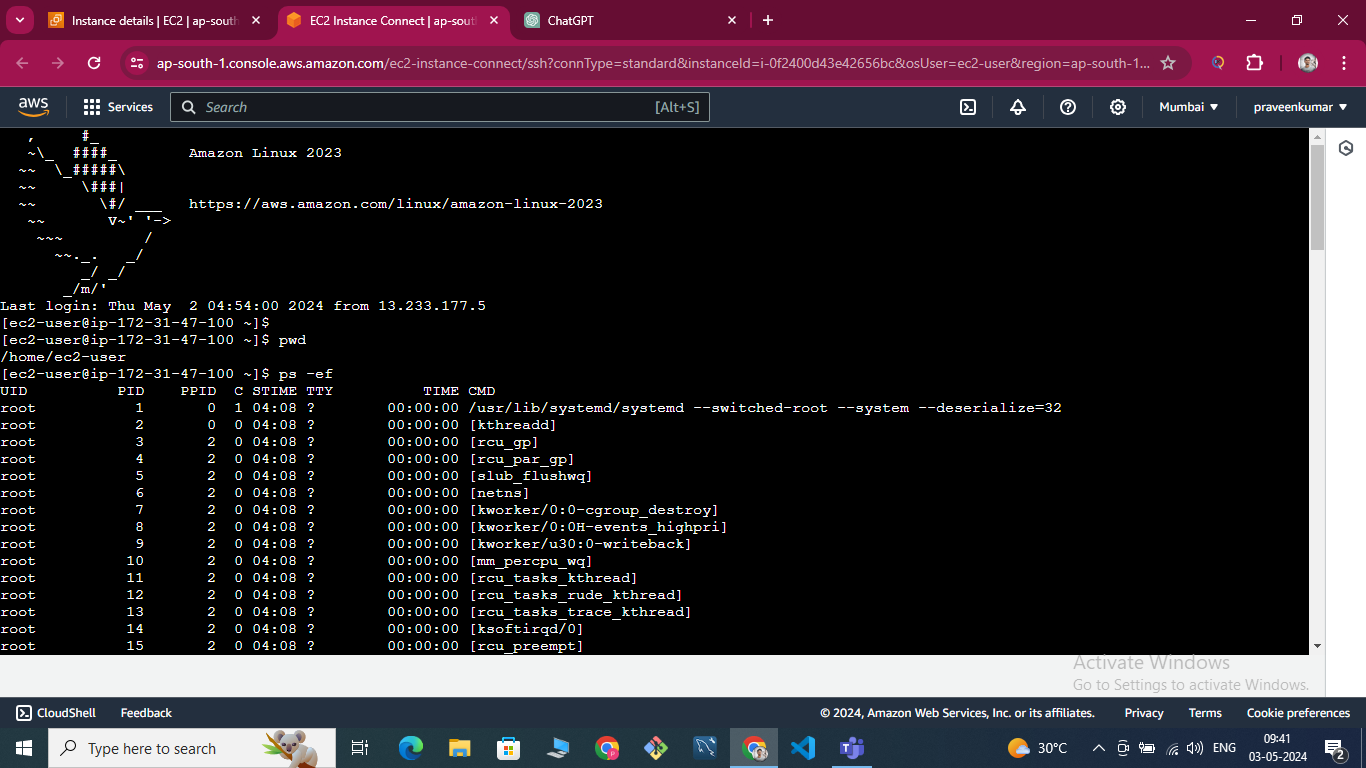 Instance details | EC2 | ap-south
EC2 Instance Connect | ap-sout
ChatGPT
ap-south-1.console.aws.amazon.com/ec2-instance-connect/ssh?connType=standard&instanceId=i-0f2400d43e42656bc&osUser=ec2-user&region=ap-south-1...
aws
Services
Search
[Alt+S]
Mumbai
praveenkumar
   ,     #_
   ~\_  ####_        Amazon Linux 2023
  ~~  \_#####\
  ~~     \###|
  ~~       \#/ ___   https://aws.amazon.com/linux/amazon-linux-2023
   ~~       V~' '->
    ~~~         /
      ~~._.   _/
         _/ _/
       _/m/'
Last login: Thu May  2 04:54:00 2024 from 13.233.177.5
[ec2-user@ip-172-31-47-100 ~]$
[ec2-user@ip-172-31-47-100 ~]$ pwd
/home/ec2-user
[ec2-user@ip-172-31-47-100 ~]$ ps -ef
UID          PID    PPID  C STIME TTY          TIME CMD
root           1       0  1 04:08 ?        00:00:00 /usr/lib/systemd/systemd --switched-root --system --deserialize=32
root           2       0  0 04:08 ?        00:00:00 [kthreadd]
root           3       2  0 04:08 ?        00:00:00 [rcu_gp]
root           4       2  0 04:08 ?        00:00:00 [rcu_par_gp]
root           5       2  0 04:08 ?        00:00:00 [slub_flushwq]
root           6       2  0 04:08 ?        00:00:00 [netns]
root           7       2  0 04:08 ?        00:00:00 [kworker/0:0-cgroup_destroy]
root           8       2  0 04:08 ?        00:00:00 [kworker/0:0H-events_highpri]
root           9       2  0 04:08 ?        00:00:00 [kworker/u30:0-writeback]
root          10       2  0 04:08 ?        00:00:00 [mm_percpu_wq]
root          11       2  0 04:08 ?        00:00:00 [rcu_tasks_kthread]
root          12       2  0 04:08 ?        00:00:00 [rcu_tasks_rude_kthread]
root          13       2  0 04:08 ?        00:00:00 [rcu_tasks_trace_kthread]
root          14       2  0 04:08 ?        00:00:00 [ksoftirqd/0]
root          15       2  0 04:08 ?        00:00:00 [rcu_preempt]
Activate Windows
Go to Settings to activate Windows.
CloudShell
Feedback
© 2024, Amazon Web Services, Inc. or its affiliates.
Privacy
Terms
Cookie preferences
Type here to search
30°C
ENG
09:41
03-05-2024
2